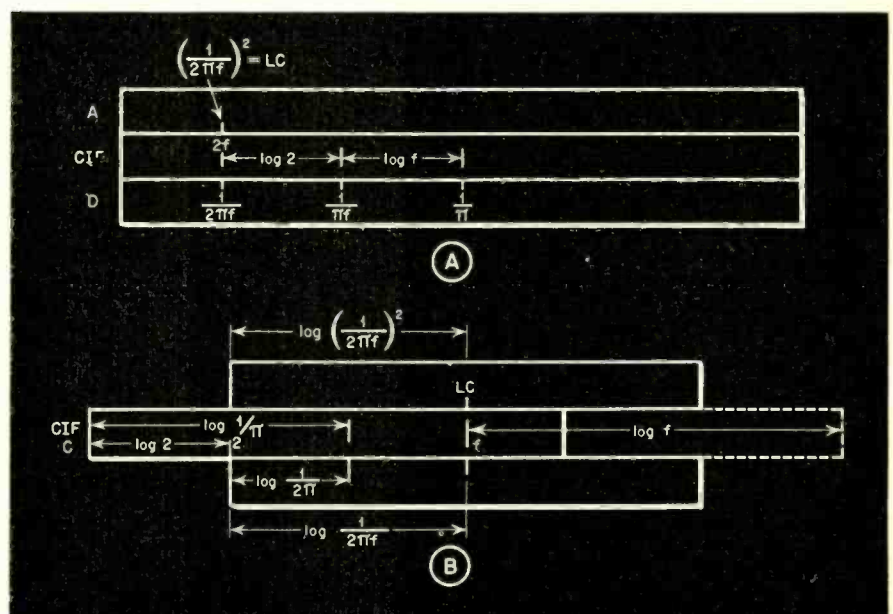 (1/2πf)² = LC
A
2f
CIF
log 2
log f
D
1/2πf
1/πf
1/π
A
log (1/2πf)²
LC
CIF
log 1/π
log f
C
log 2
2
f
log 1/2π
log 1/2πf
B